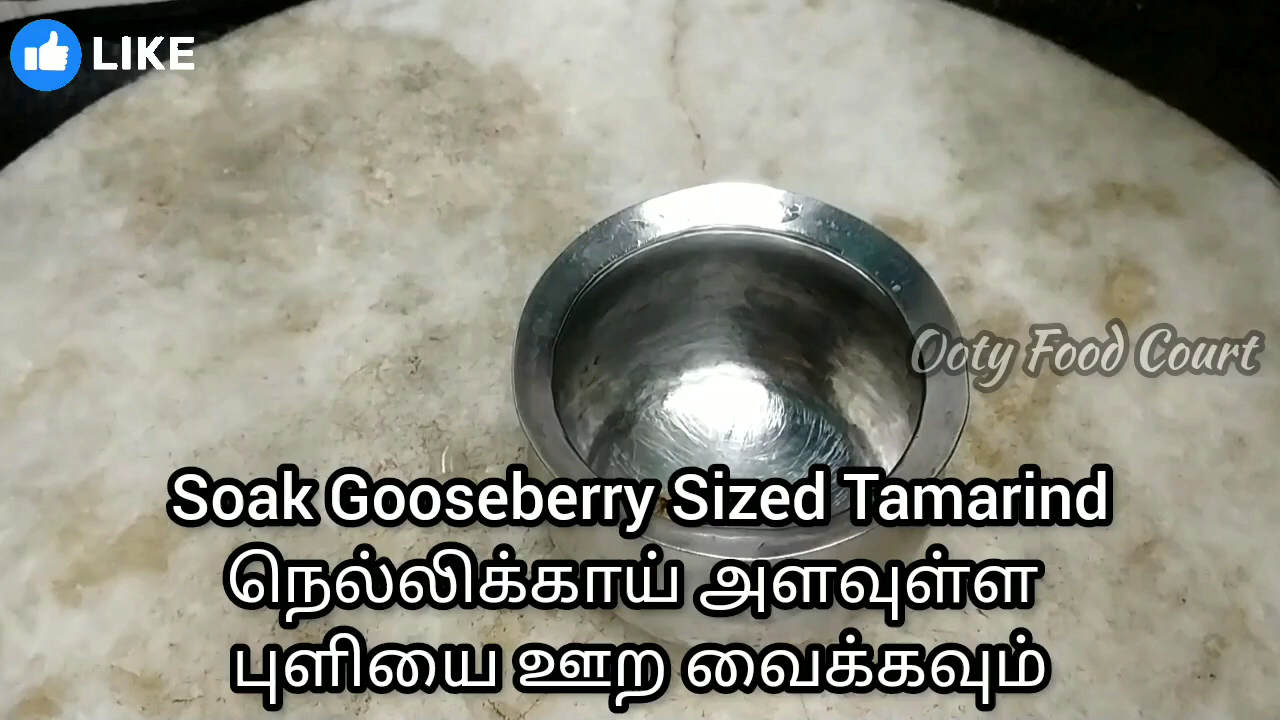 LIKE
Ooty Food Court
Soak Gooseberry Sized Tamarind
நெல்லிக்காய் அளவுள்ள
புளியை ஊற வைக்கவும்